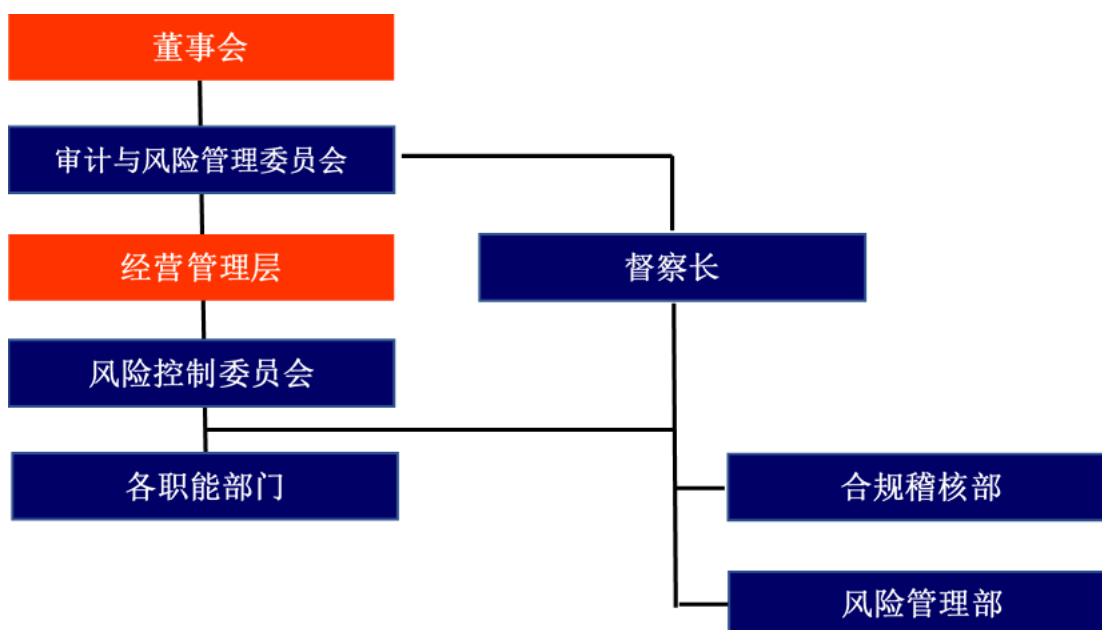 董事会
审计与风险管理委员会
经营管理层
督察长
风险控制委员会
各职能部门
合规稽核部
风险管理部